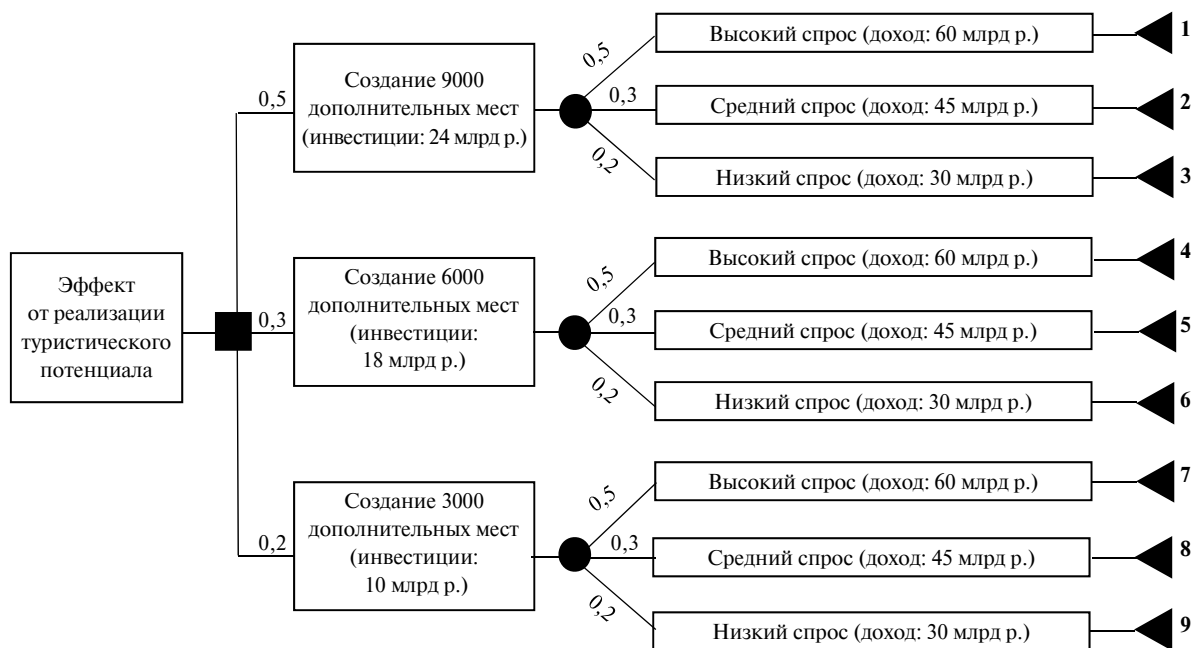 Эффект
от реализации
туристического
потенциала
0,5
Создание 9000
дополнительных мест
(инвестиции: 24 млрд р.)
0,5
Высокий спрос (доход: 60 млрд р.)
1
0,3
Средний спрос (доход: 45 млрд р.)
2
0,2
Низкий спрос (доход: 30 млрд р.)
3
0,3
Создание 6000
дополнительных мест
(инвестиции:
18 млрд р.)
0,5
Высокий спрос (доход: 60 млрд р.)
4
0,3
Средний спрос (доход: 45 млрд р.)
5
0,2
Низкий спрос (доход: 30 млрд р.)
6
0,2
Создание 3000
дополнительных мест
(инвестиции:
10 млрд р.)
0,5
Высокий спрос (доход: 60 млрд р.)
7
0,3
Средний спрос (доход: 45 млрд р.)
8
0,2
Низкий спрос (доход: 30 млрд р.)
9